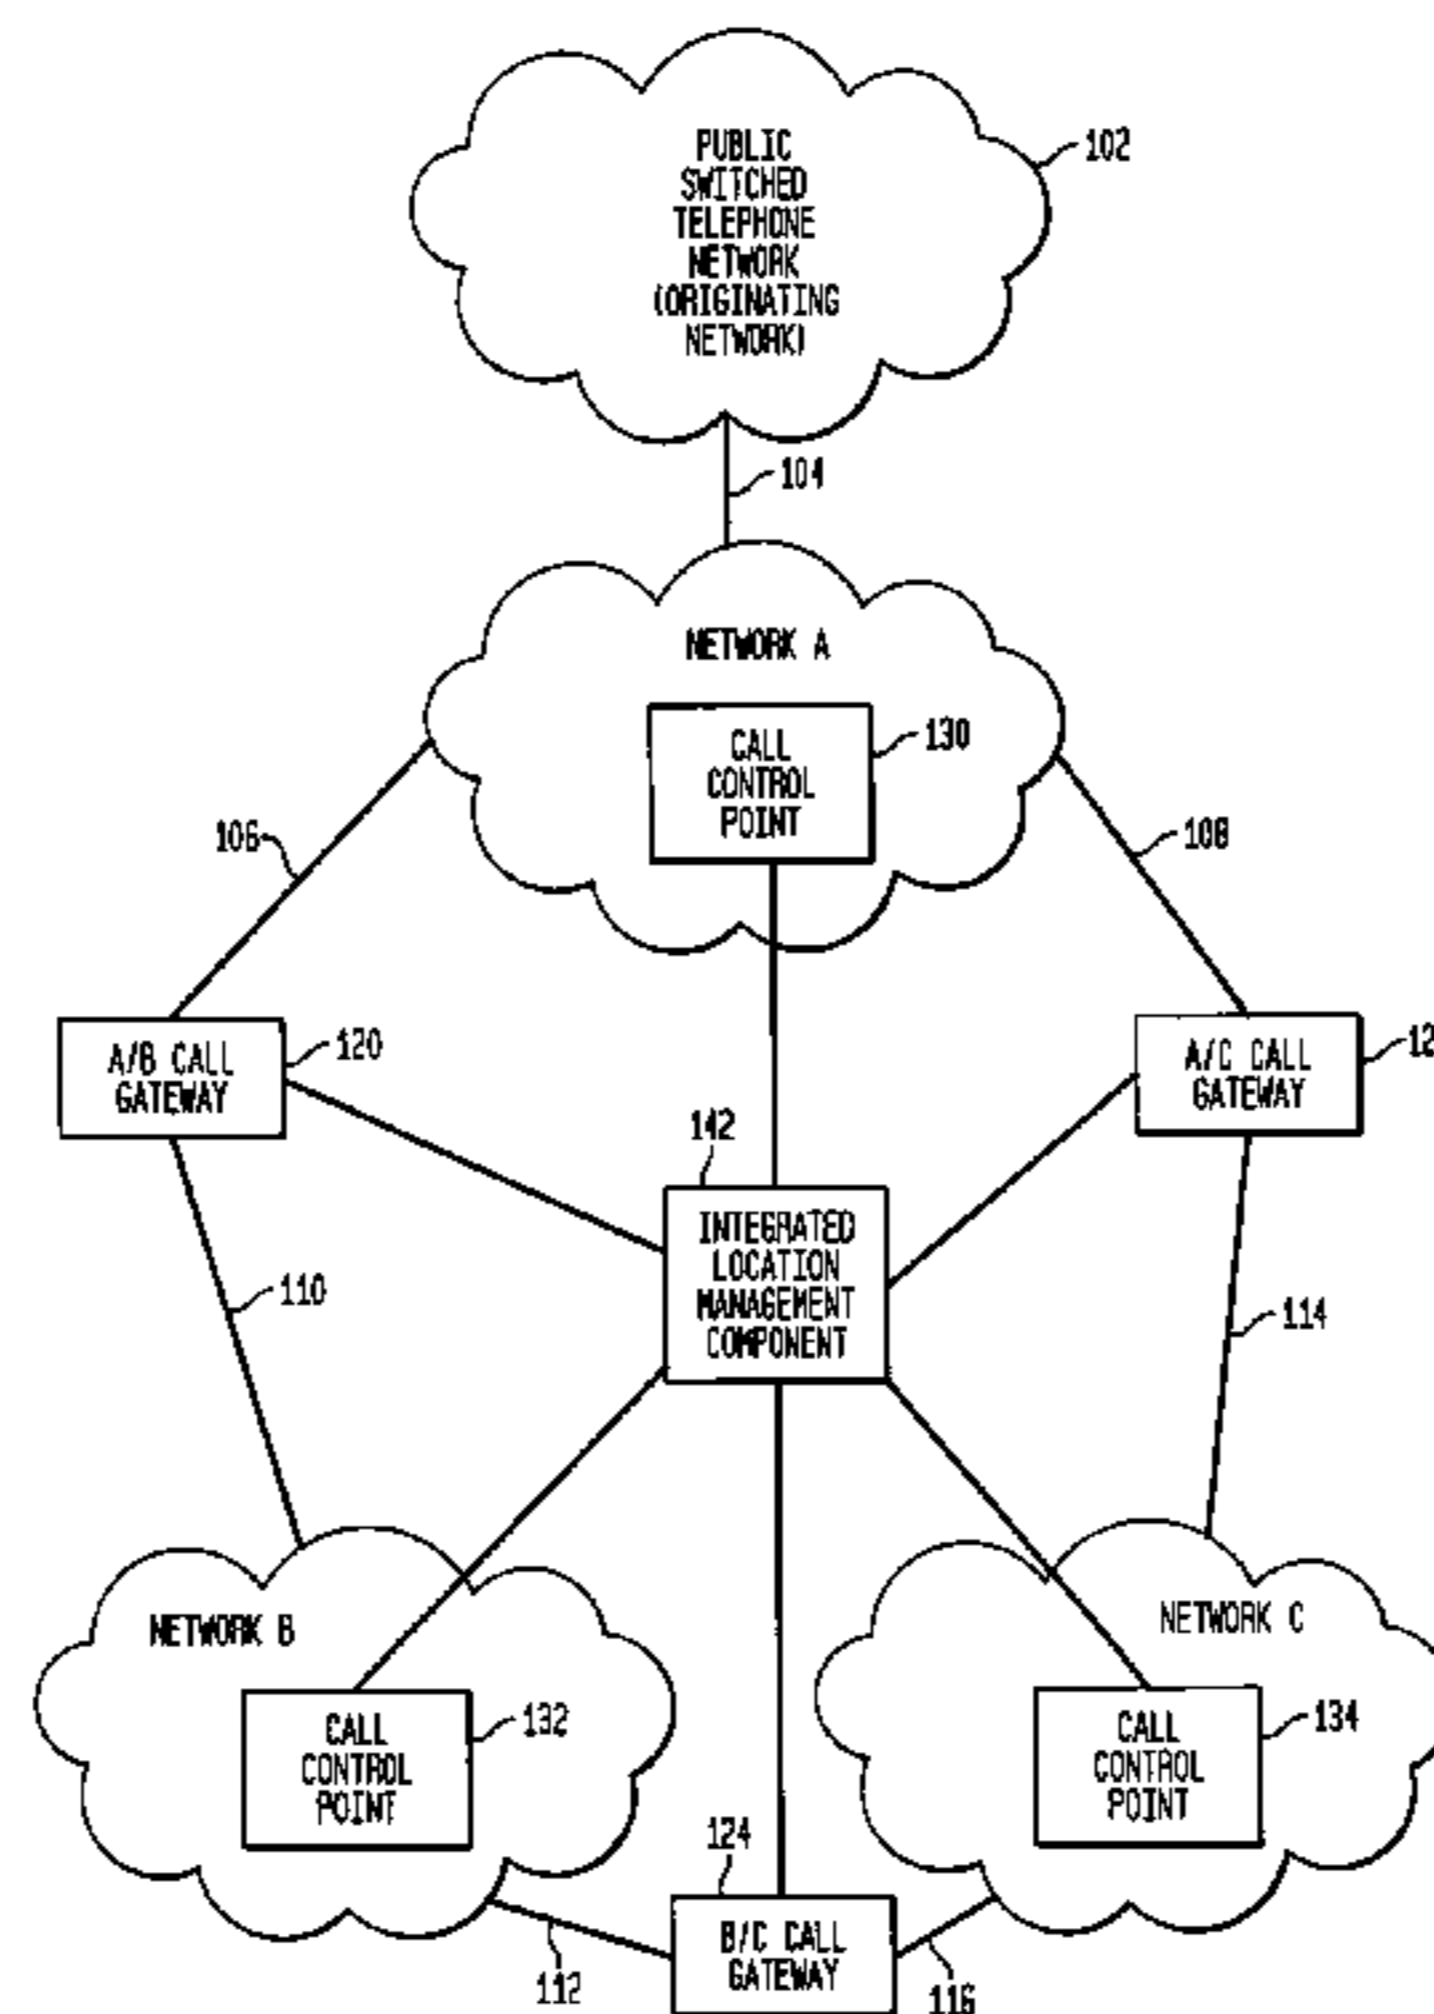 PUBLIC
SWITCHED
TELEPHONE
NETWORK
(ORIGINATING
NETWORK)
102
104
NETWORK A
CALL
CONTROL
POINT
130
106
108
A/B CALL
GATEWAY
120
A/C CALL
GATEWAY
142
INTEGRATED
LOCATION
MANAGEMENT
COMPONENT
110
114
NETWORK B
CALL
CONTROL
POINT
132
NETWORK C
CALL
CONTROL
POINT
134
124
B/C CALL
GATEWAY
112
116